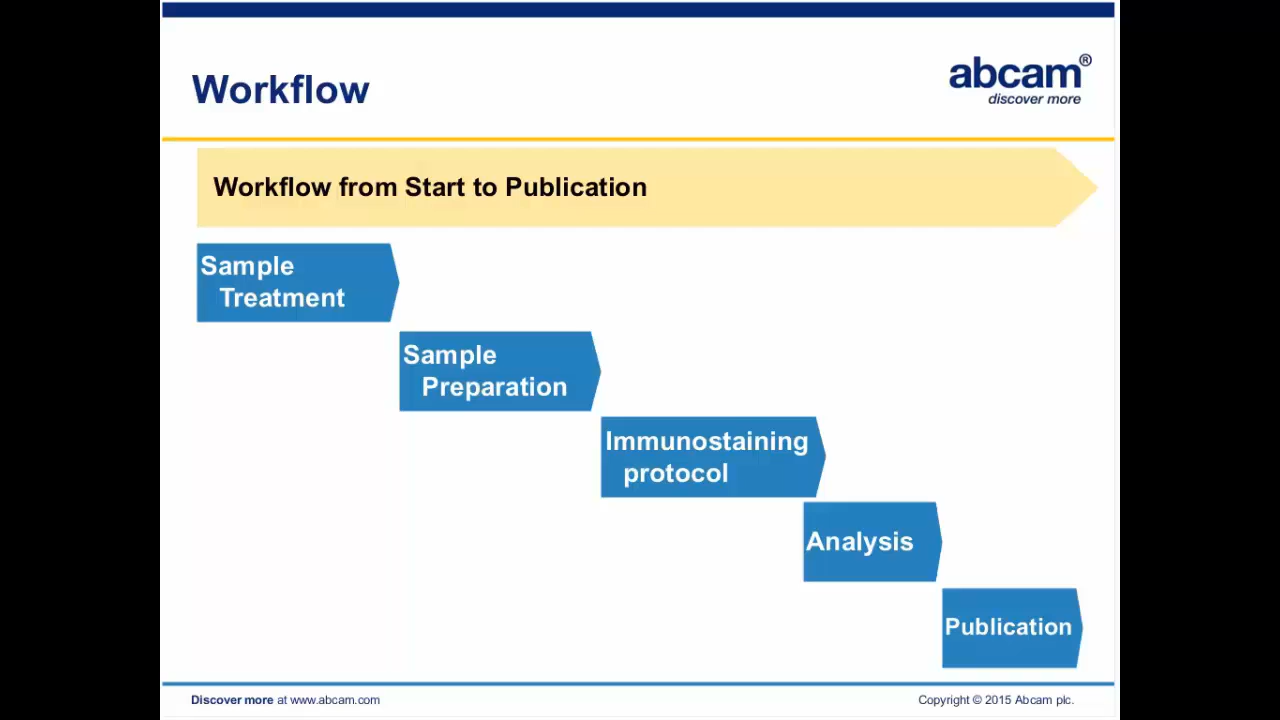 Workflow
abcam®
discover more
Workflow from Start to Publication
Sample
Treatment
Sample
Preparation
Immunostaining
protocol
Analysis
Publication
Discover more at www.abcam.com
Copyright © 2015 Abcam plc.